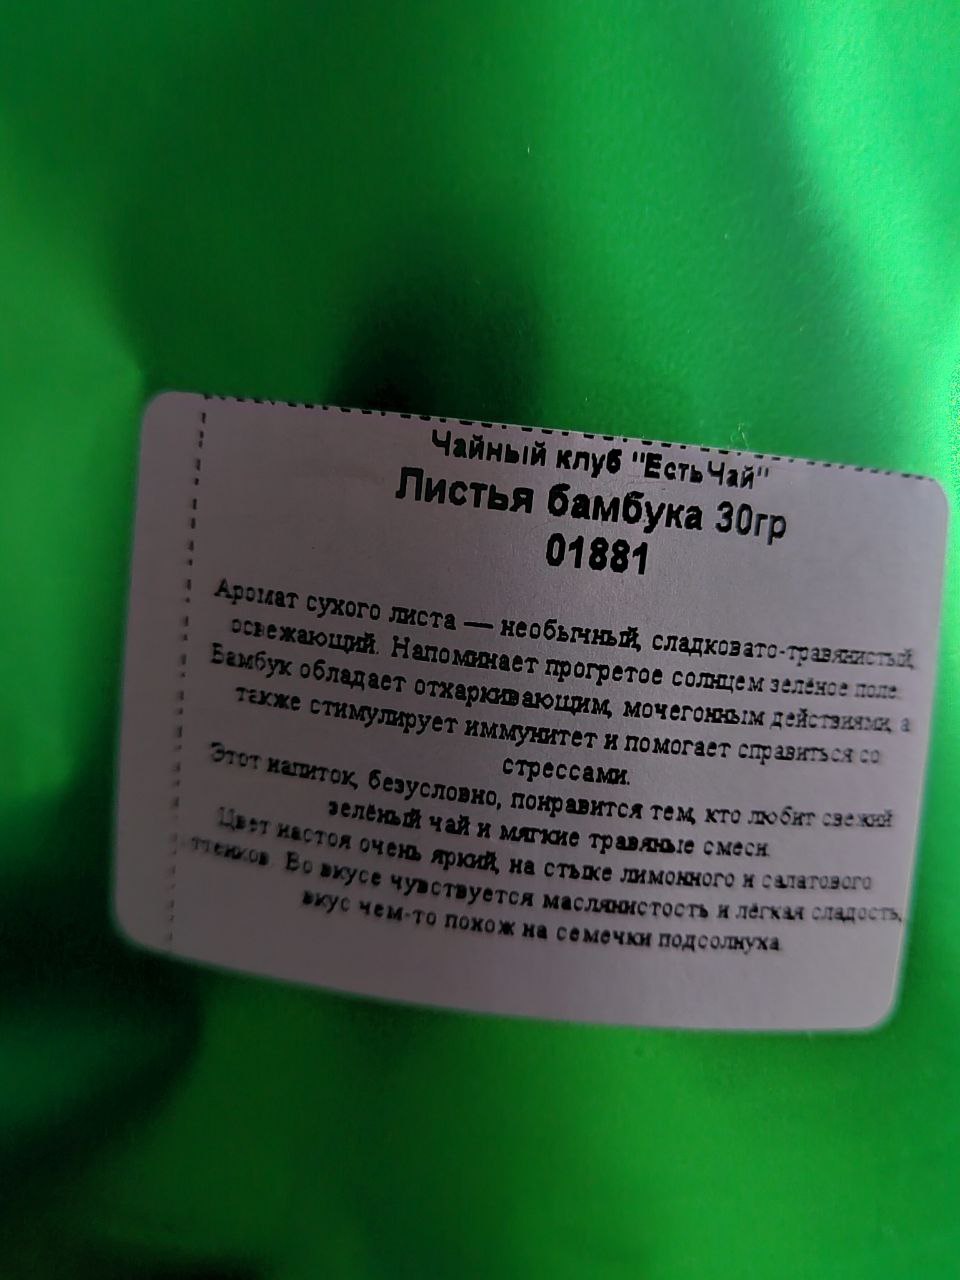 Чайный клуб "Есть Чай"
Листья бамбука 30гр
01881
Аромат сухого листа — необычный, сладковато-травянистый,
освежающий. Напоминает прогретое солнцем зелёное поле.
Бамбук обладает отхаркивающим, мочегонным действиями, а
также стимулирует иммунитет и помогает справиться со
стрессами.
Этот напиток, безусловно, понравится тем, кто любит свежий
зелёный чай и мягкие травяные смеси.
Цвет настоя очень яркий, на стыке лимонного и салатового
ттенков. Во вкусе чувствуется маслянистость и лёгкая сладость,
вкус чем-то похож на семечки подсолнуха.